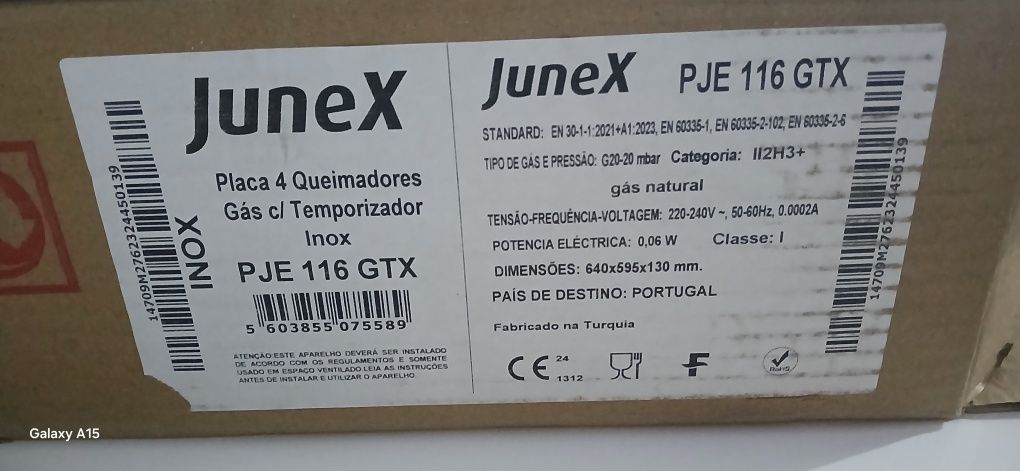 JuneX
Placa 4 Queimadores
Gás c/ Temporizador
Inox
PJE 116 GTX
5 603855 075589
ATENÇÃO:ESTE APARELHO DEVERÁ SER INSTALADO
DE ACORDO COM OS REGULAMENTOS E SOMENTE
USADO EM ESPAÇO VENTILADO.LEIA AS INSTRUÇÕES
ANTES DE INSTALAR E UTILIZAR O APARELHO.
14709M2762324450139
INOX
JuneX PJE 116 GTX
STANDARD: EN 30-1-1:2021+A1:2023, EN 60335-1, EN 60335-2-102, EN 60335-2-6
TIPO DE GÁS E PRESSÃO: G20-20 mbar Categoria: II2H3+
gás natural
TENSÃO-FREQUÊNCIA-VOLTAGEM: 220-240V ~, 50-60Hz, 0.0002A
POTENCIA ELÉCTRICA: 0,06 W Classe: I
DIMENSÕES: 640x595x130 mm.
PAÍS DE DESTINO: PORTUGAL
Fabricado na Turquia
CE 24
1312
RoHS
14709M2762324450139
Galaxy A15